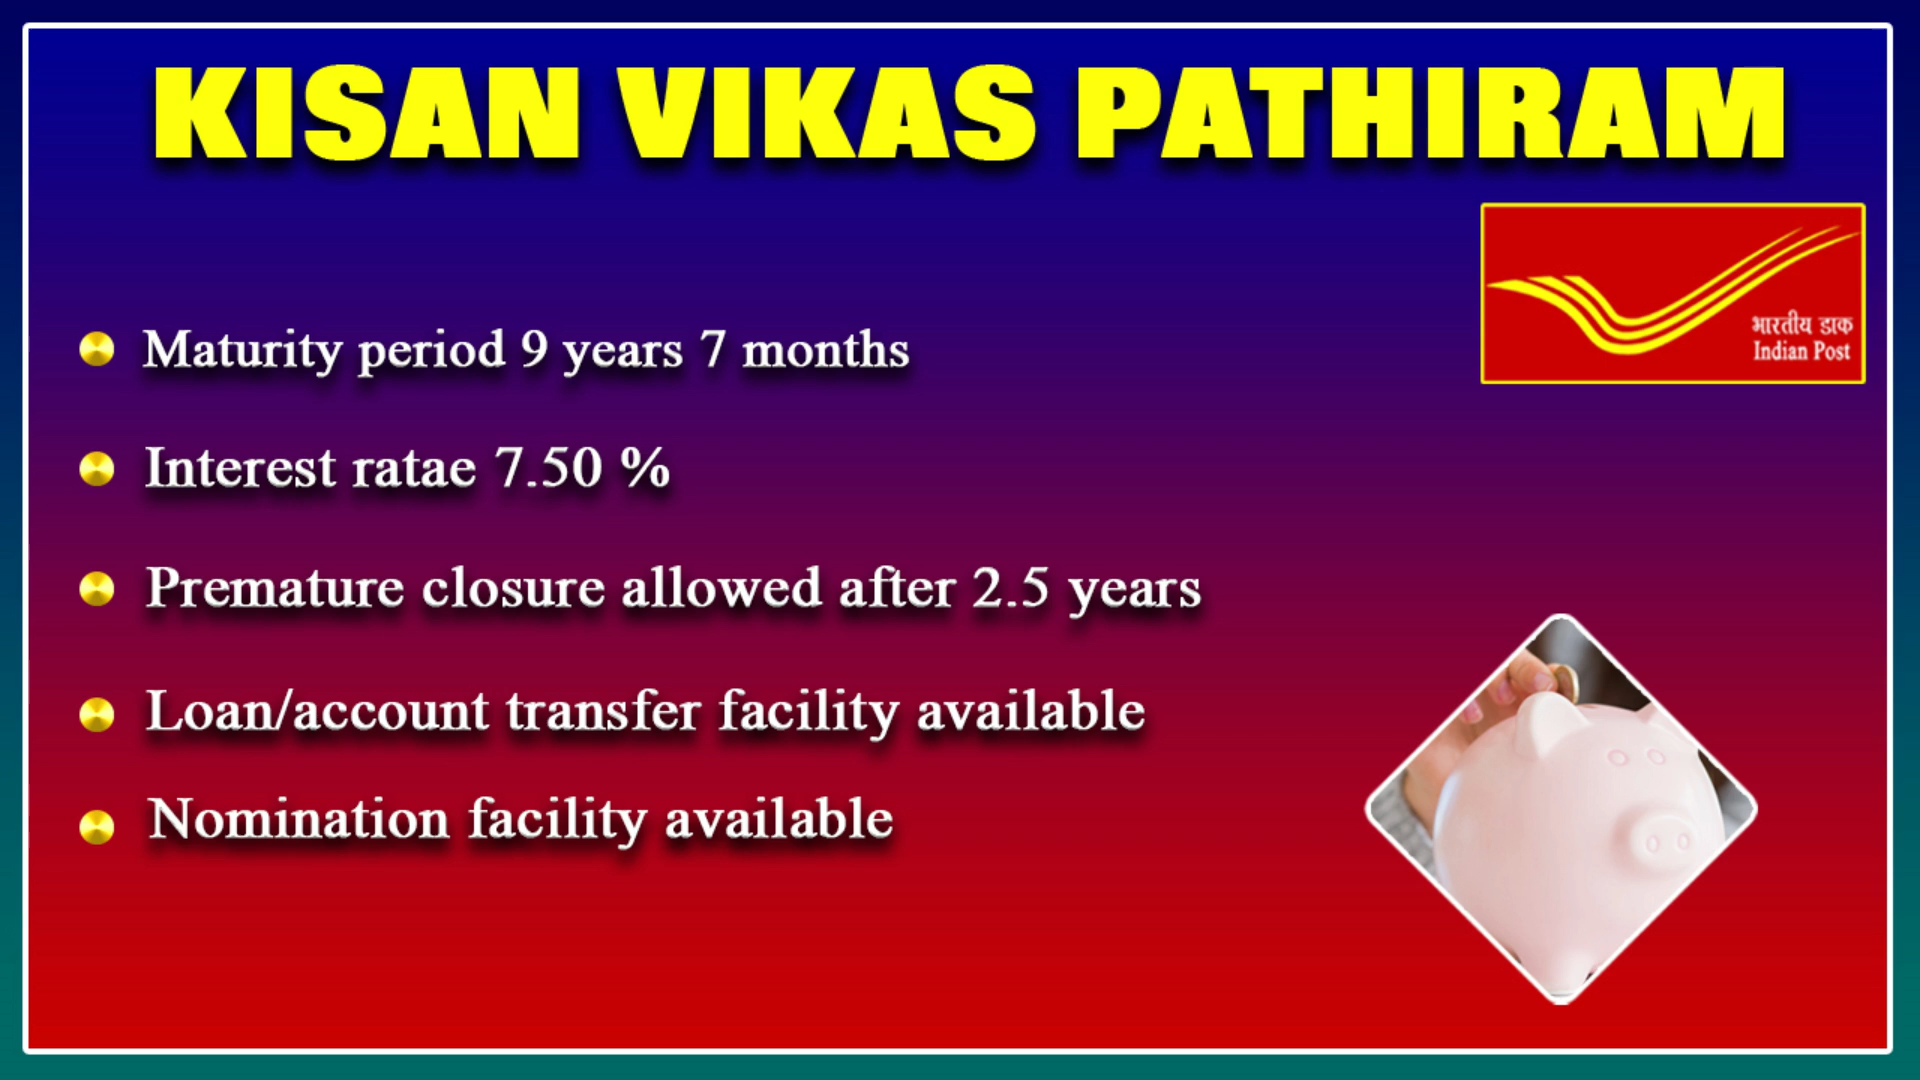 KISAN VIKAS PATHIRAM
भारतीय डाक
Indian Post
Maturity period 9 years 7 months
Interest ratae 7.50 %
Premature closure allowed after 2.5 years
Loan/account transfer facility available
Nomination facility available